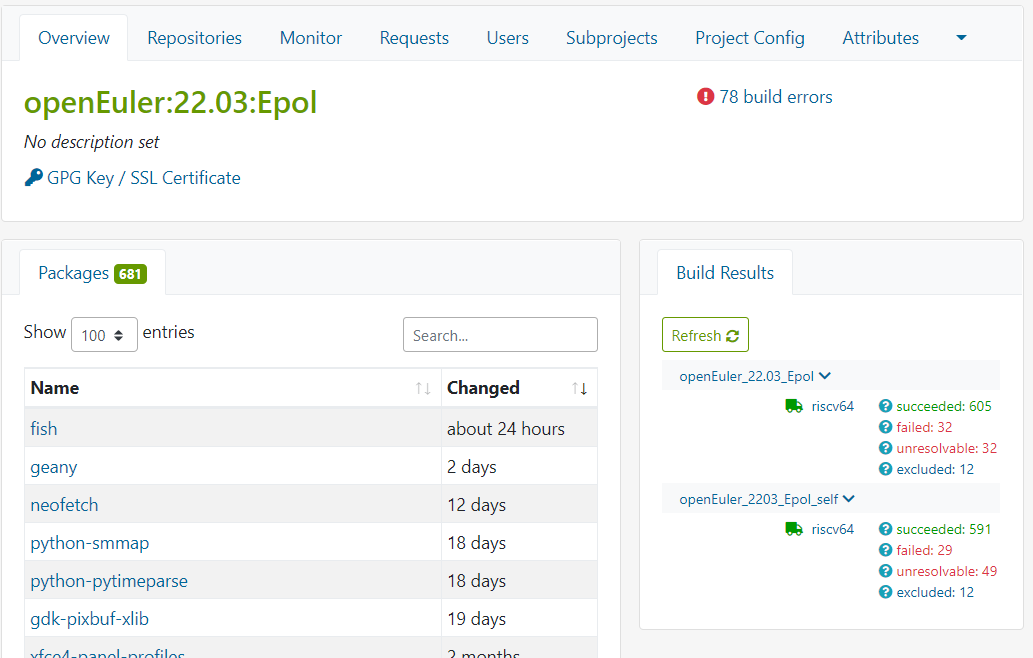 Overview Repositories Monitor Requests Users Subprojects Project Config Attributes
openEuler:22.03:Epol
78 build errors
No description set
GPG Key / SSL Certificate
Packages 681
Show 100 entries Search...
Name Changed
fish about 24 hours
geany 2 days
neofetch 12 days
python-smmap 18 days
python-pytimeparse 18 days
gdk-pixbuf-xlib 19 days
xfce4-panel-profiles 2 months
Build Results
Refresh
openEuler_22.03_Epol
riscv64 succeeded: 605
failed: 32
unresolvable: 32
excluded: 12
openEuler_2203_Epol_self
riscv64 succeeded: 591
failed: 29
unresolvable: 49
excluded: 12